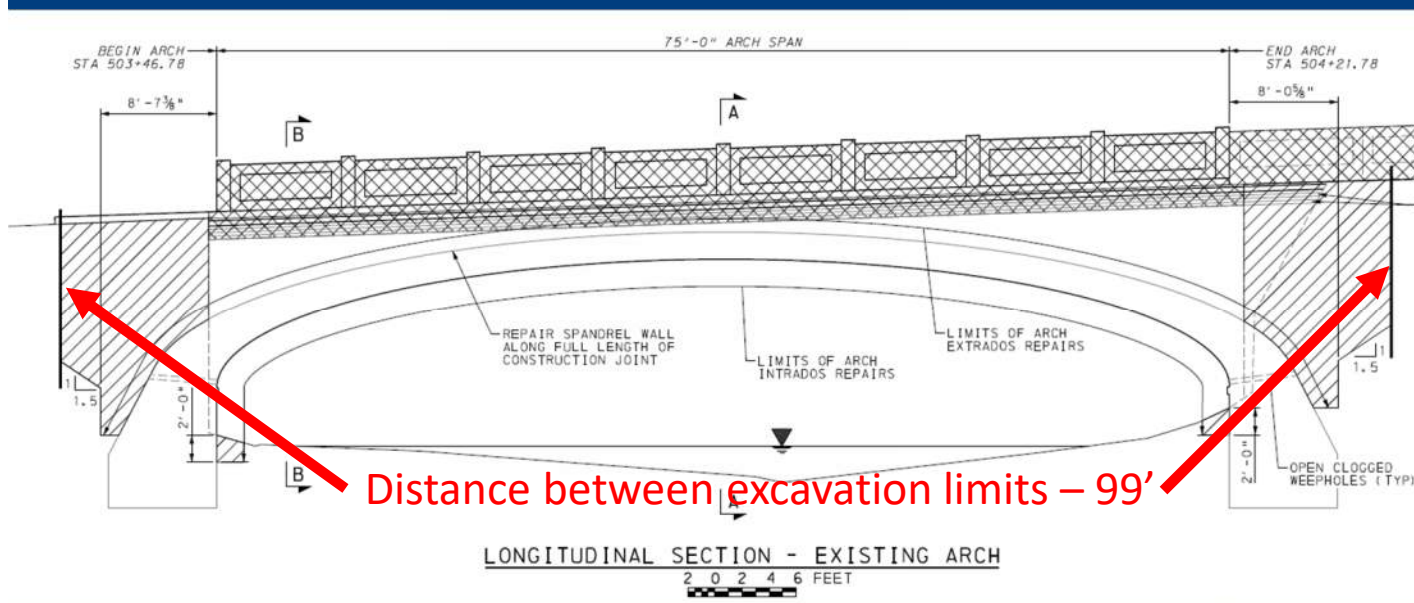 75'-0" ARCH SPAN
BEGIN ARCH
STA 503+46.78
END ARCH
STA 504+21.78
8'-7⅜"
8'-0⅝"
B
A
REPAIR SPANDREL WALL
ALONG FULL LENGTH OF
CONSTRUCTION JOINT
LIMITS OF ARCH
EXTRADOS REPAIRS
LIMITS OF ARCH
INTRADOS REPAIRS
1
1.5
1
1.5
2'-0"
2'-0"
OPEN CLOGGED
WEEPHOLES (TYP)
B
A
Distance between excavation limits – 99'
LONGITUDINAL SECTION - EXISTING ARCH
2 0 2 4 6 FEET